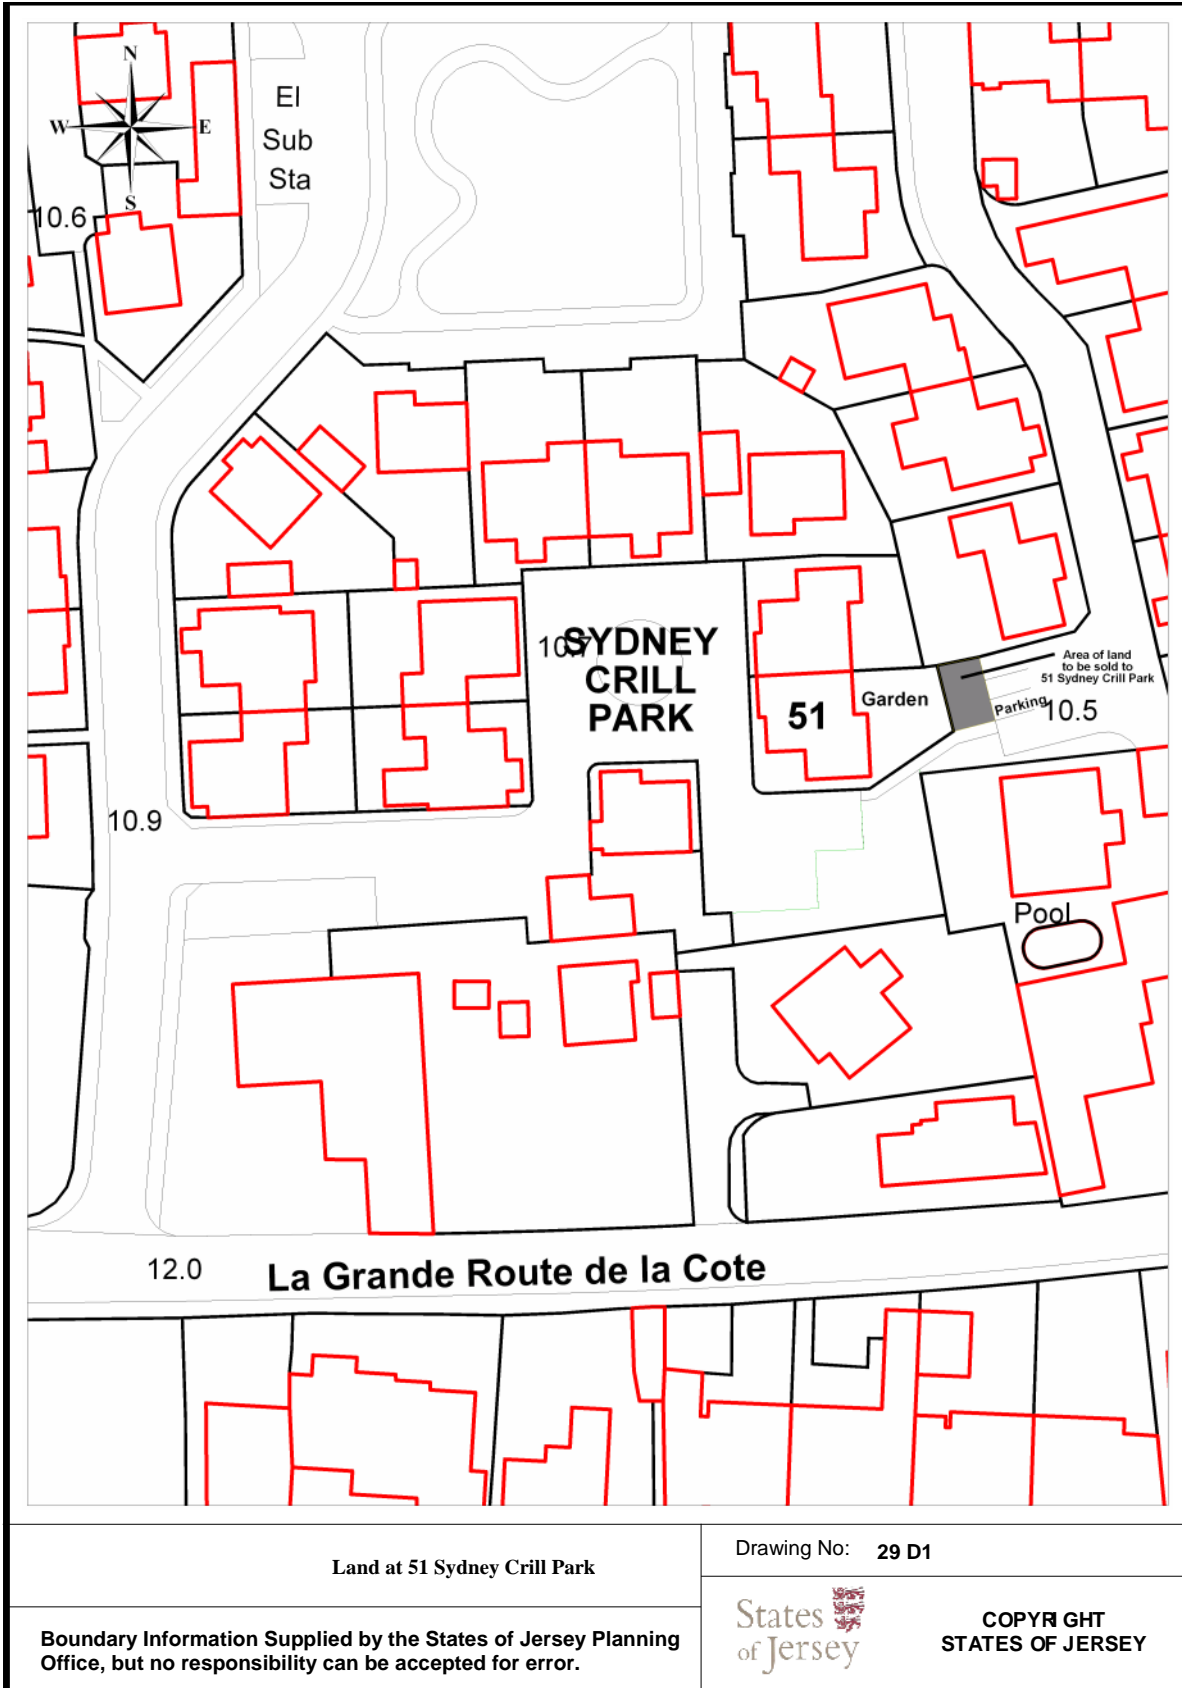 N
El
W
E
Sub
Sta
S
10.6
10.7
SYDNEY
CRILL
PARK
Area of land
to be sold to
51 Sydney Crill Park
Garden
51
Parking
10.5
10.9
Pool
12.0
La Grande Route de la Cote
Land at 51 Sydney Crill Park
Drawing No: 29 D1
Boundary Information Supplied by the States of Jersey Planning
Office, but no responsibility can be accepted for error.
States
of Jersey
COPYRIGHT
STATES OF JERSEY